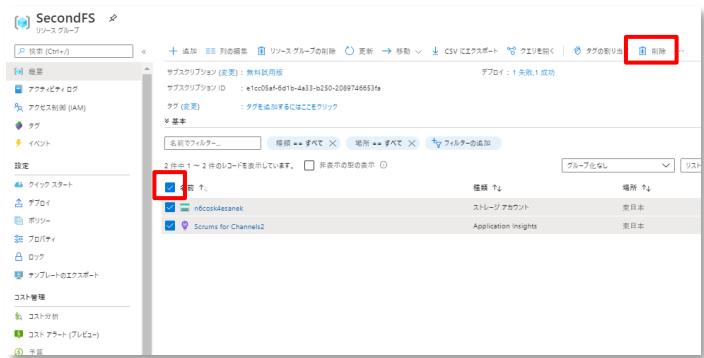 SecondFS
リソース グループ
検索 (Ctrl+/)
«
追加
列の編集
リソース グループの削除
更新
移動
CSV にエクスポート
クエリを開く
タグの割り当
削除
...
概要
アクティビティ ログ
アクセス制御 (IAM)
タグ
イベント
設定
クイック スタート
デプロイ
ポリシー
プロパティ
ロック
テンプレートのエクスポート
コスト管理
コスト分析
コスト アラート (プレビュー)
予算
サブスクリプション (変更) : 無料試用版
デプロイ : 1 失敗,1 成功
サブスクリプション ID : e1cc05af-6d1b-4a33-b250-2089746653fa
タグ (変更) : タグを追加するにはここをクリック
基本
名前でフィルター...
種類 == すべて
場所 == すべて
フィルターの追加
2 件中 1 ～ 2 件のレコードを表示しています。
非表示の型の表示
グループ化なし
リスト
名前 ↑↓
種類 ↑↓
場所 ↑↓
n6cosk4esanek
ストレージ アカウント
東日本
Scrums for Channels2
Application Insights
東日本